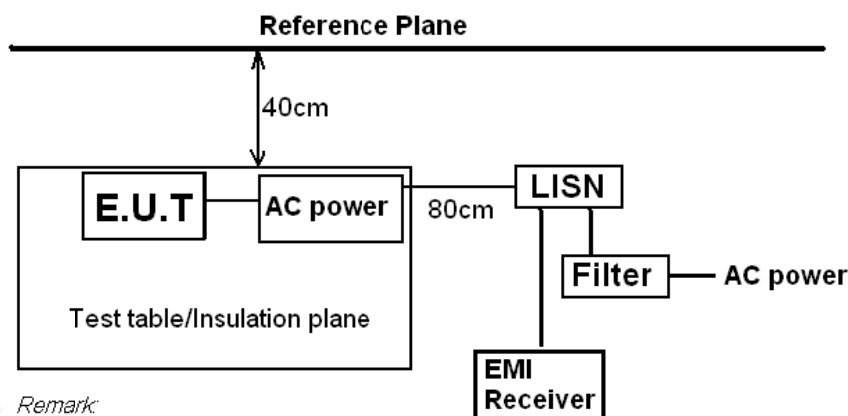 Reference Plane
40cm
E.U.T
AC power
LISN
80cm
Filter
AC power
Test table/Insulation plane
EMI
Receiver
Remark: